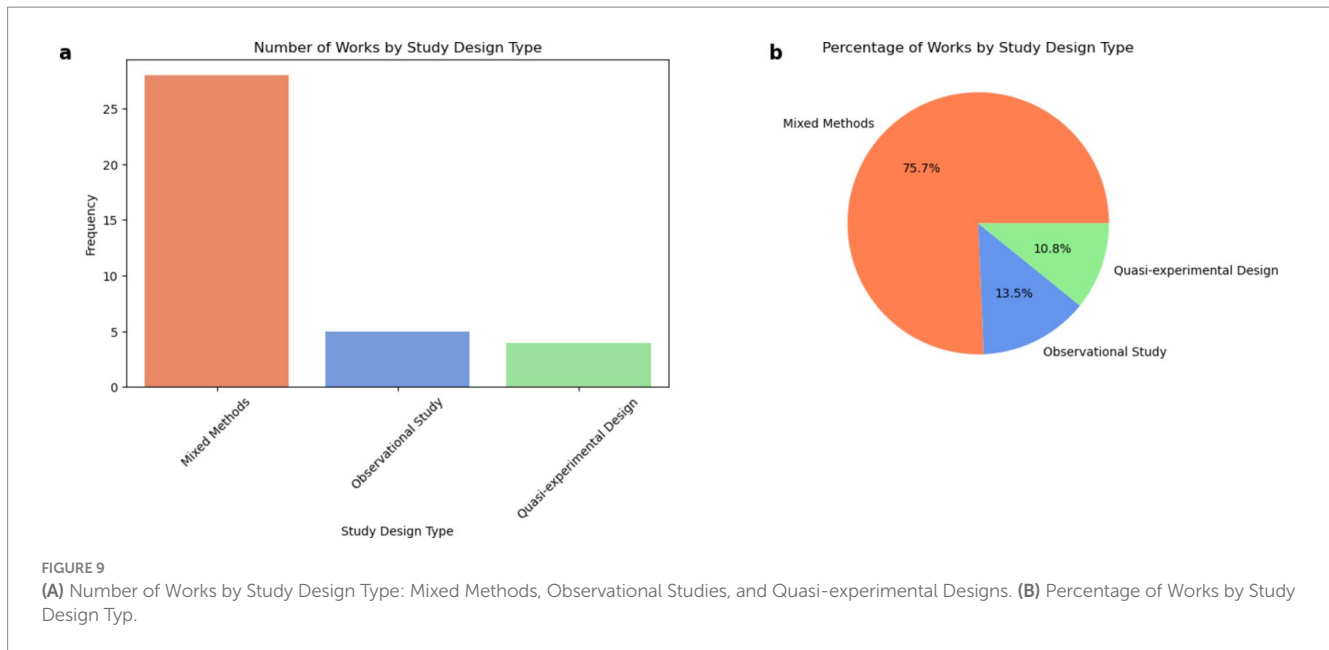 a
Number of Works by Study Design Type
25
20
15
10
5
0
Frequency
Mixed Methods
Observational Study
Quasi-experimental Design
Study Design Type
b
Percentage of Works by Study Design Type
Mixed Methods
75.7%
10.8%
Quasi-experimental Design
13.5%
Observational Study
FIGURE 9
(A) Number of Works by Study Design Type: Mixed Methods, Observational Studies, and Quasi-experimental Designs. (B) Percentage of Works by Study
Design Typ.